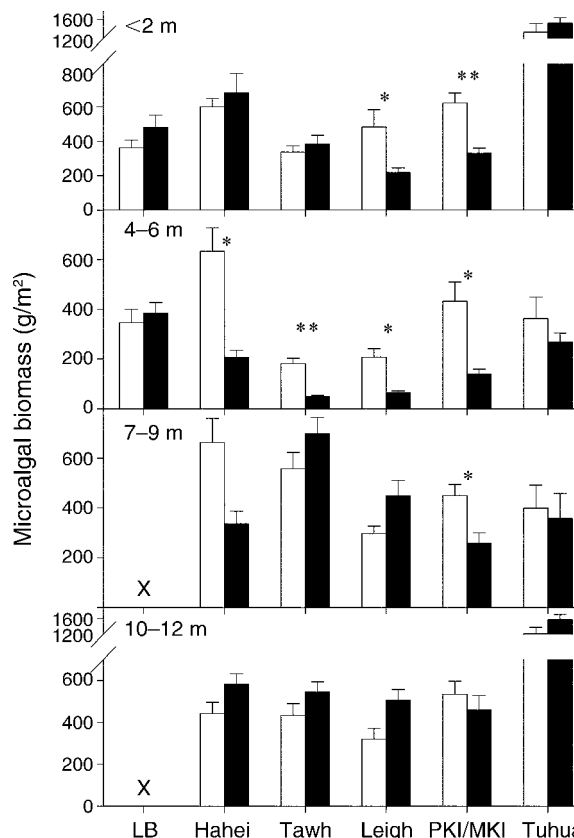 1600
1200
<2 m
800
600
400
200
0
* **
4–6 m
600
400
200
0
* ** * *
7–9 m
600
400
200
*
X
1600
1200
10–12 m
600
400
200
0
X
LB Hahei Tawh Leigh PKI/MKI Tuhua
Microalgal biomass (g/m²)